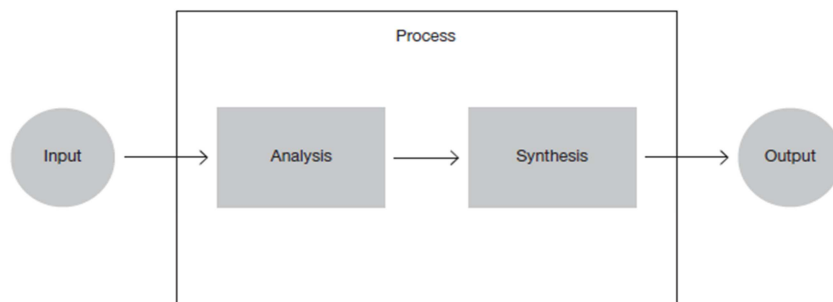 Process
Input
Analysis
Synthesis
Output